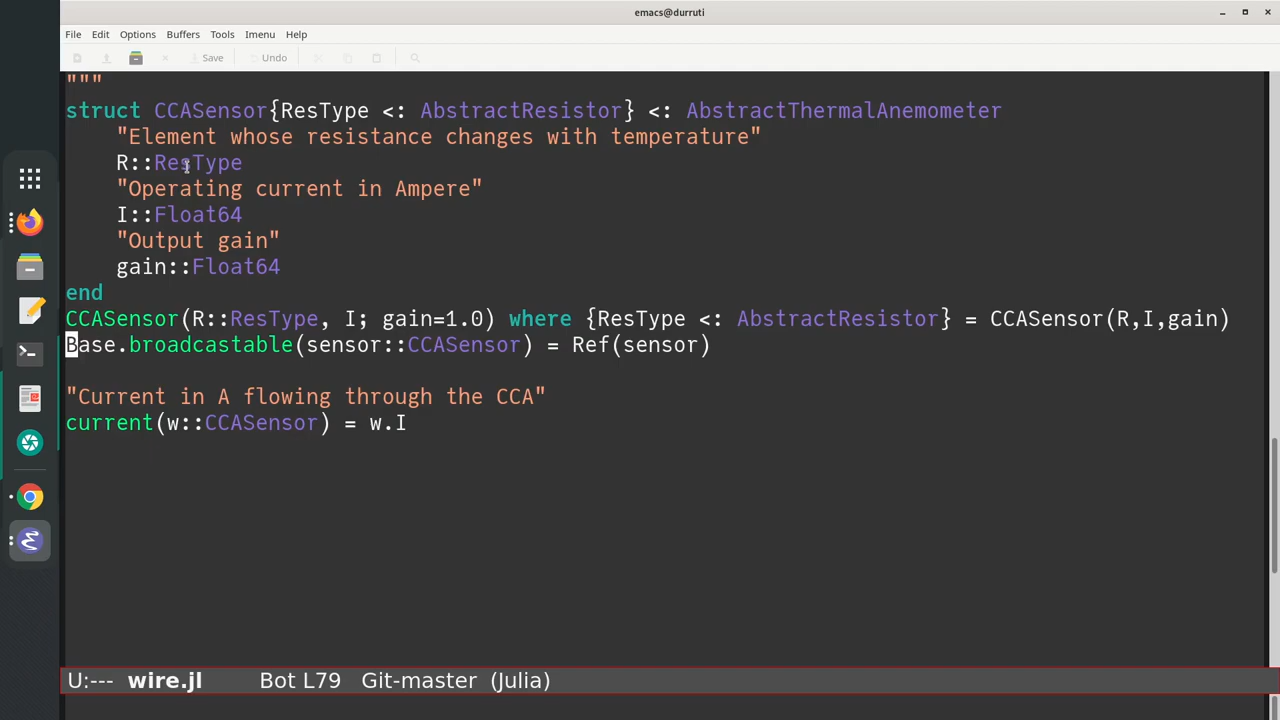 emacs@durruti
File Edit Options Buffers Tools Imenu Help
Save Undo
"""
struct CCASensor{ResType <: AbstractResistor} <: AbstractThermalAnemometer
    "Element whose resistance changes with temperature"
    R::ResType
    "Operating current in Ampere"
    I::Float64
    "Output gain"
    gain::Float64
end
CCASensor(R::ResType, I; gain=1.0) where {ResType <: AbstractResistor} = CCASensor(R,I,gain)
Base.broadcastable(sensor::CCASensor) = Ref(sensor)
"Current in A flowing through the CCA"
current(w::CCASensor) = w.I
U:--- wire.jl Bot L79 Git-master (Julia)